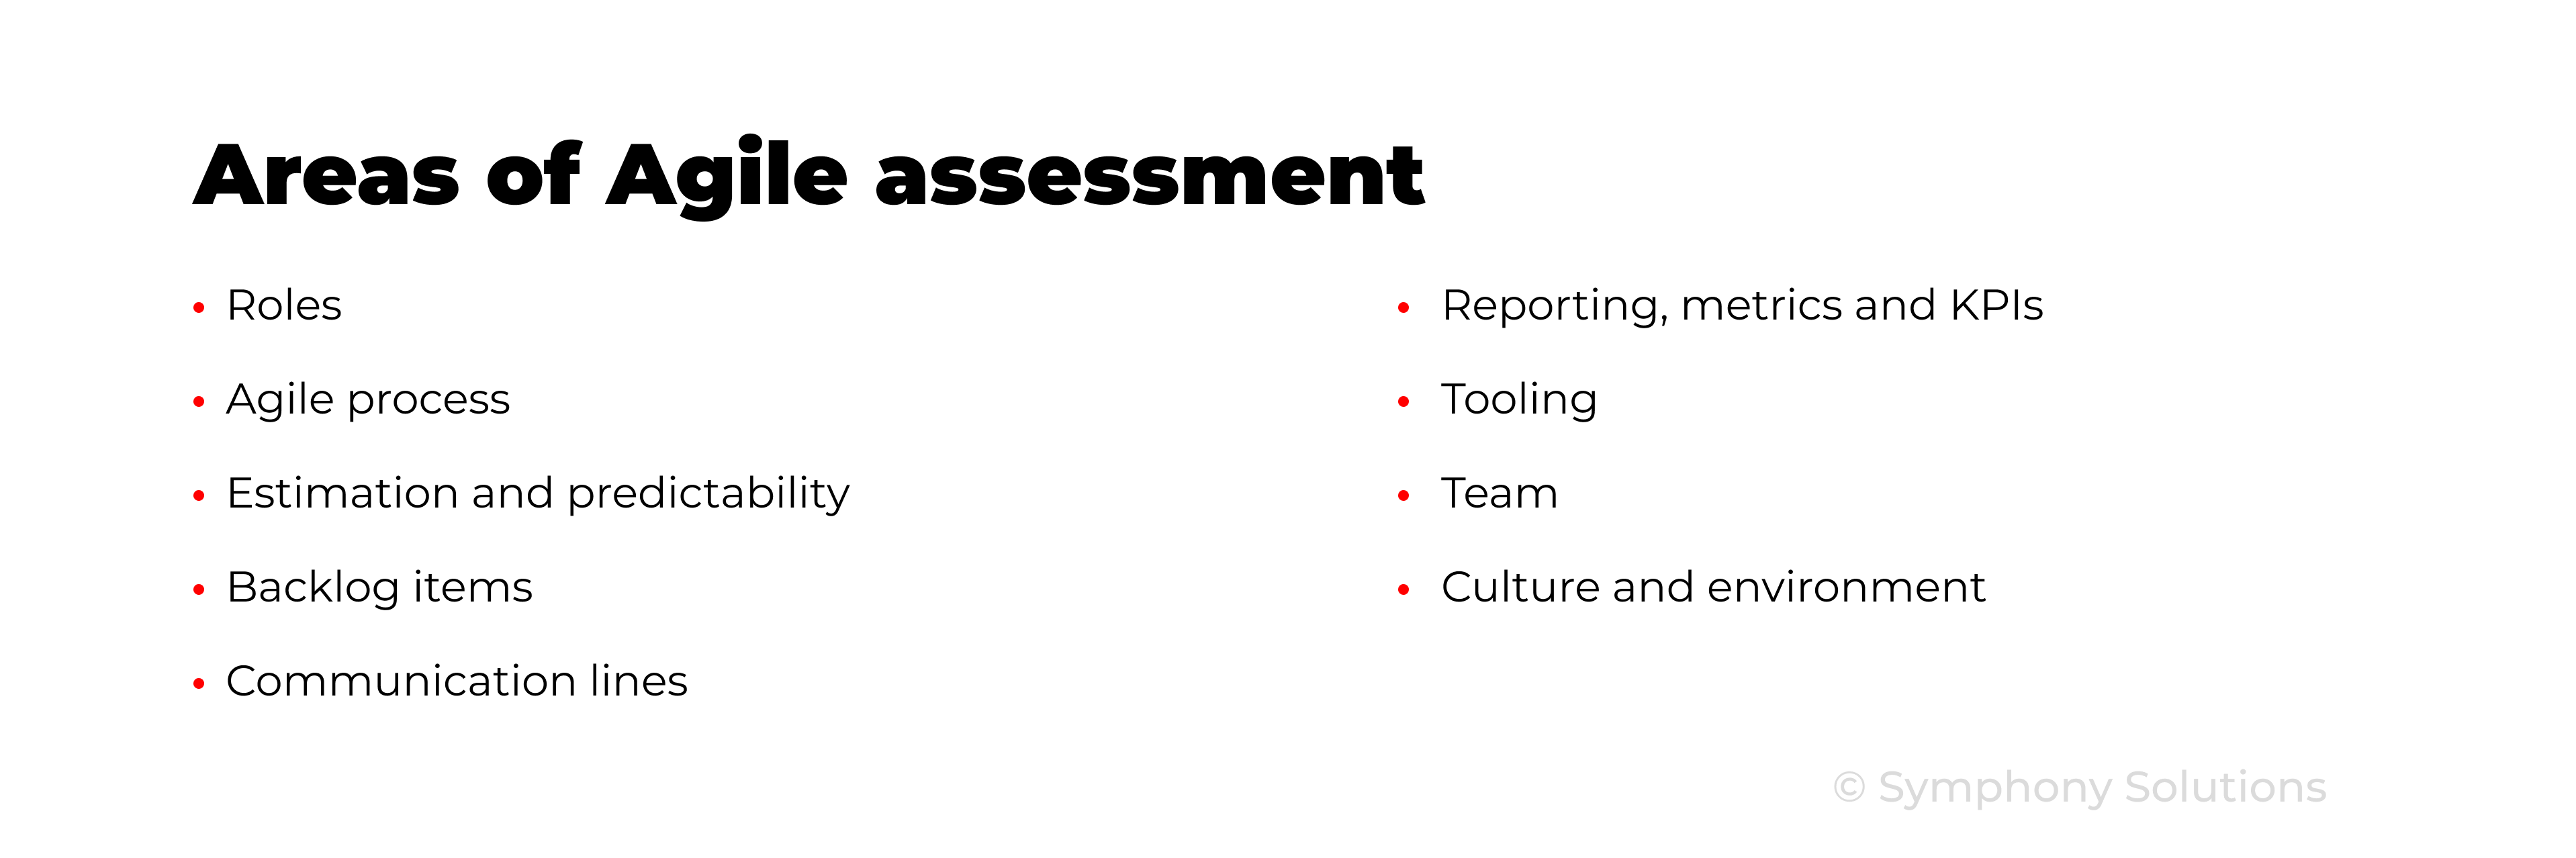 Areas of Agile assessment
• Roles
• Agile process
• Estimation and predictability
• Backlog items
• Communication lines
• Reporting, metrics and KPIs
• Tooling
• Team
• Culture and environment
© Symphony Solutions